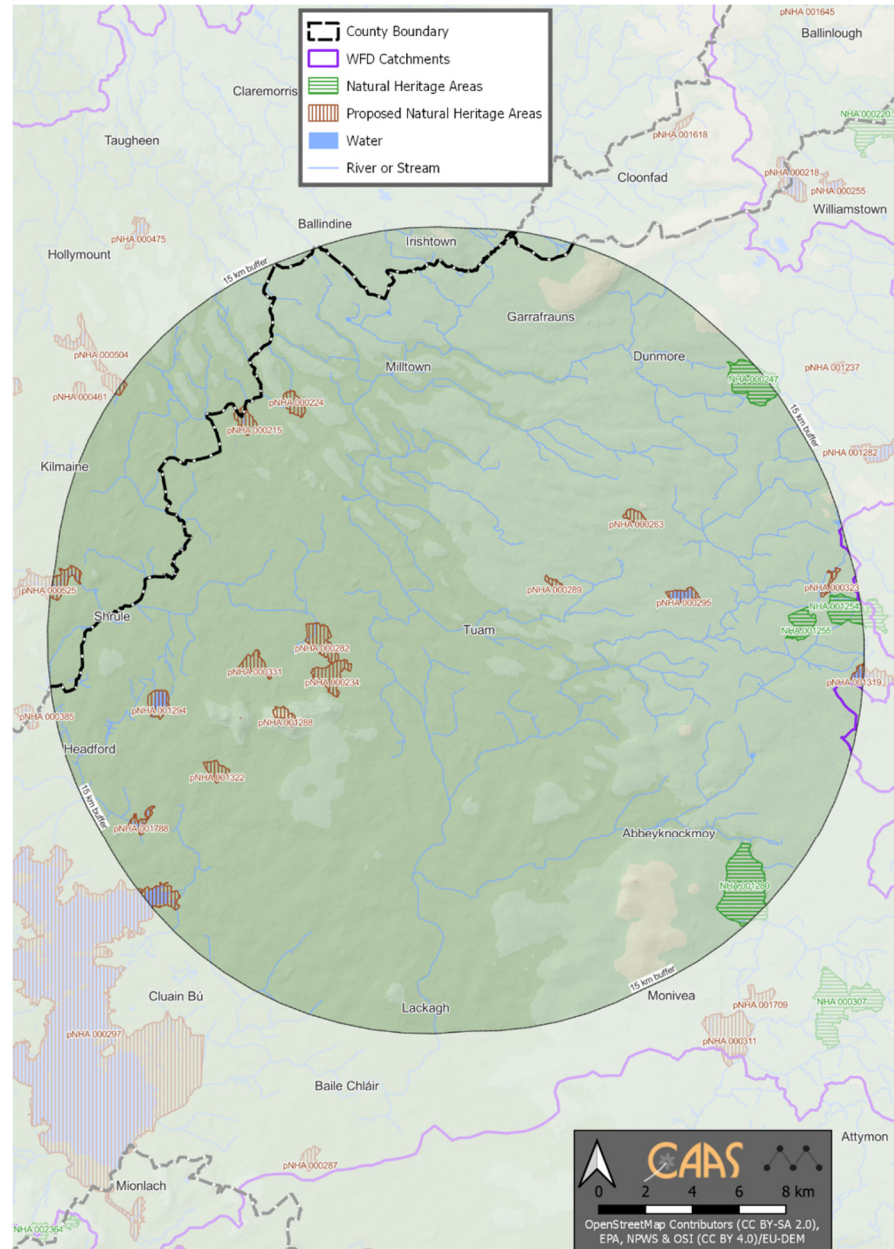 pNHA 001645
Ballinlough
County Boundary
WFD Catchments
Natural Heritage Areas
Proposed Natural Heritage Areas
Water
River or Stream
Claremorris
Taugheen
pNHA 001618
NHA 000220
Cloonfad
pNHA 000218
pNHA 000255
Williamstown
Ballindine
Irishtown
pNHA 000475
Hollymount
15 km buffer
Garrafrauns
pNHA 000504
Milltown
Dunmore
pNHA 001237
NHA 000247
pNHA 000461
pNHA 000224
15 km buffer
pNHA 000215
pNHA 001282
Kilmaine
pNHA 000263
pNHA 000525
pNHA 000289
pNHA 000295
pNHA 000323
NHA 001254
Shrule
Tuam
NHA 001255
pNHA 000282
pNHA 000331
pNHA 000234
pNHA 001319
pNHA 001294
pNHA 000385
pNHA 001288
Headford
pNHA 001322
15 km buffer
pNHA 001788
Abbeyknockmoy
NHA 001280
15 km buffer
Cluain Bú
Lackagh
Monivea
pNHA 001709
NHA 000307
pNHA 000297
pNHA 000311
Baile Chláir
Attymon
pNHA 000287
Mionlach
NHA 002364
CAAS
0 2 4 6 8 km
OpenStreetMap Contributors (CC BY-SA 2.0),
EPA, NPWS & OSI (CC BY 4.0)/EU-DEM